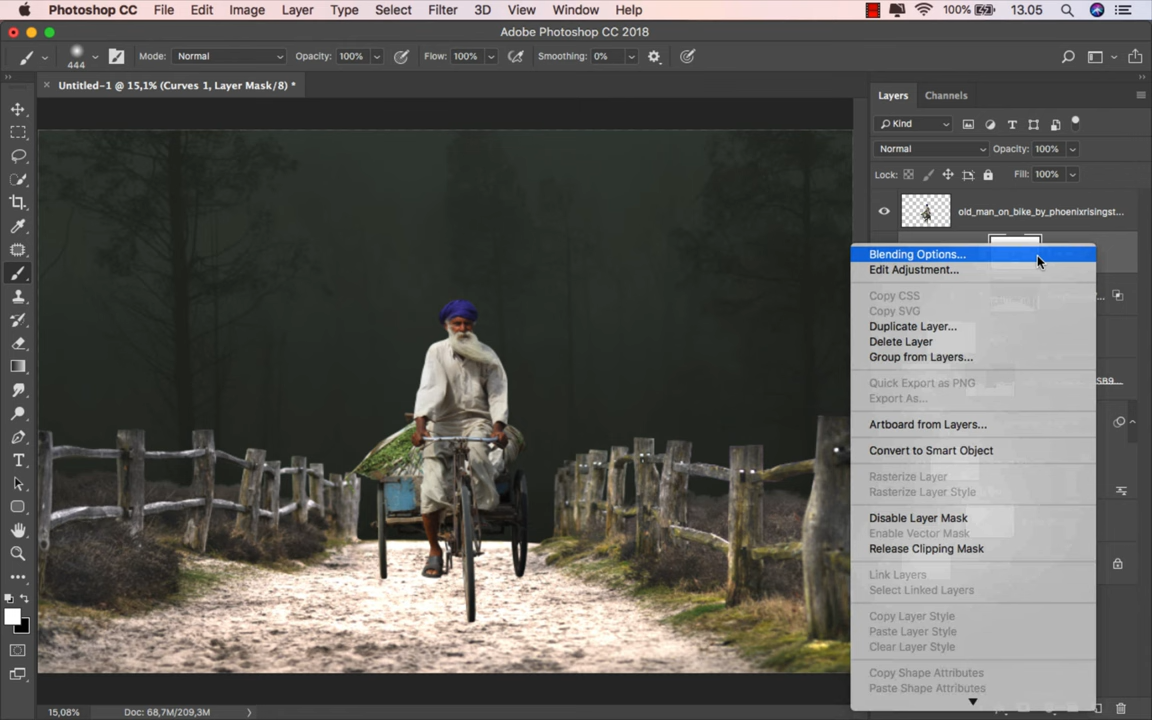 Photoshop CC File Edit Image Layer Type Select Filter 3D View Window Help 100% 13.05
Adobe Photoshop CC 2018
444 Mode: Normal Opacity: 100% Flow: 100% Smoothing: 0%
Untitled-1 @ 15,1% (Curves 1, Layer Mask/8) *
Layers Channels
Kind
Normal Opacity: 100%
Lock: Fill: 100%
old_man_on_bike_by_phoenixrisingst...
Blending Options...
Edit Adjustment...
Copy CSS
Copy SVG
Duplicate Layer...
Delete Layer
Group from Layers...
Quick Export as PNG
Export As...
Artboard from Layers...
Convert to Smart Object
Rasterize Layer
Rasterize Layer Style
Disable Layer Mask
Enable Vector Mask
Release Clipping Mask
Link Layers
Select Linked Layers
Copy Layer Style
Paste Layer Style
Clear Layer Style
Copy Shape Attributes
Paste Shape Attributes
15,08% Doc: 68,7M/209,3M